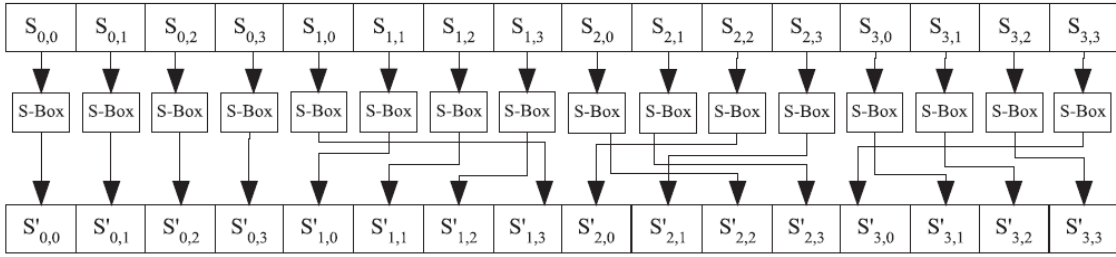 S0,0 S0,1 S0,2 S0,3 S1,0 S1,1 S1,2 S1,3 S2,0 S2,1 S2,2 S2,3 S3,0 S3,1 S3,2 S3,3
S-Box S-Box S-Box S-Box S-Box S-Box S-Box S-Box S-Box S-Box S-Box S-Box S-Box S-Box S-Box S-Box
S'0,0 S'0,1 S'0,2 S'0,3 S'1,0 S'1,1 S'1,2 S'1,3 S'2,0 S'2,1 S'2,2 S'2,3 S'3,0 S'3,1 S'3,2 S'3,3